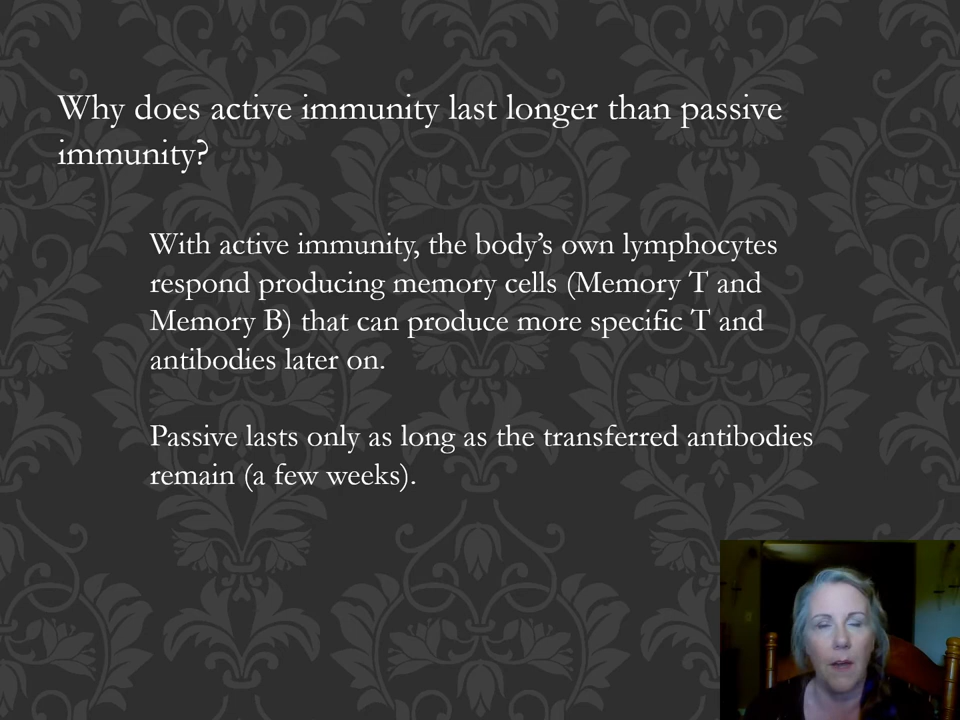 Why does active immunity last longer than passive
immunity?
With active immunity, the body’s own lymphocytes
respond producing memory cells (Memory T and
Memory B) that can produce more specific T and
antibodies later on.
Passive lasts only as long as the transferred antibodies
remain (a few weeks).